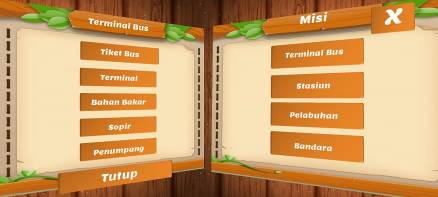 Terminal Bus
Tiket Bus
Terminal
Bahan Bakar
Sopir
Penumpang
Tutup
Misi
X
Terminal Bus
Stasiun
Pelabuhan
Bandara